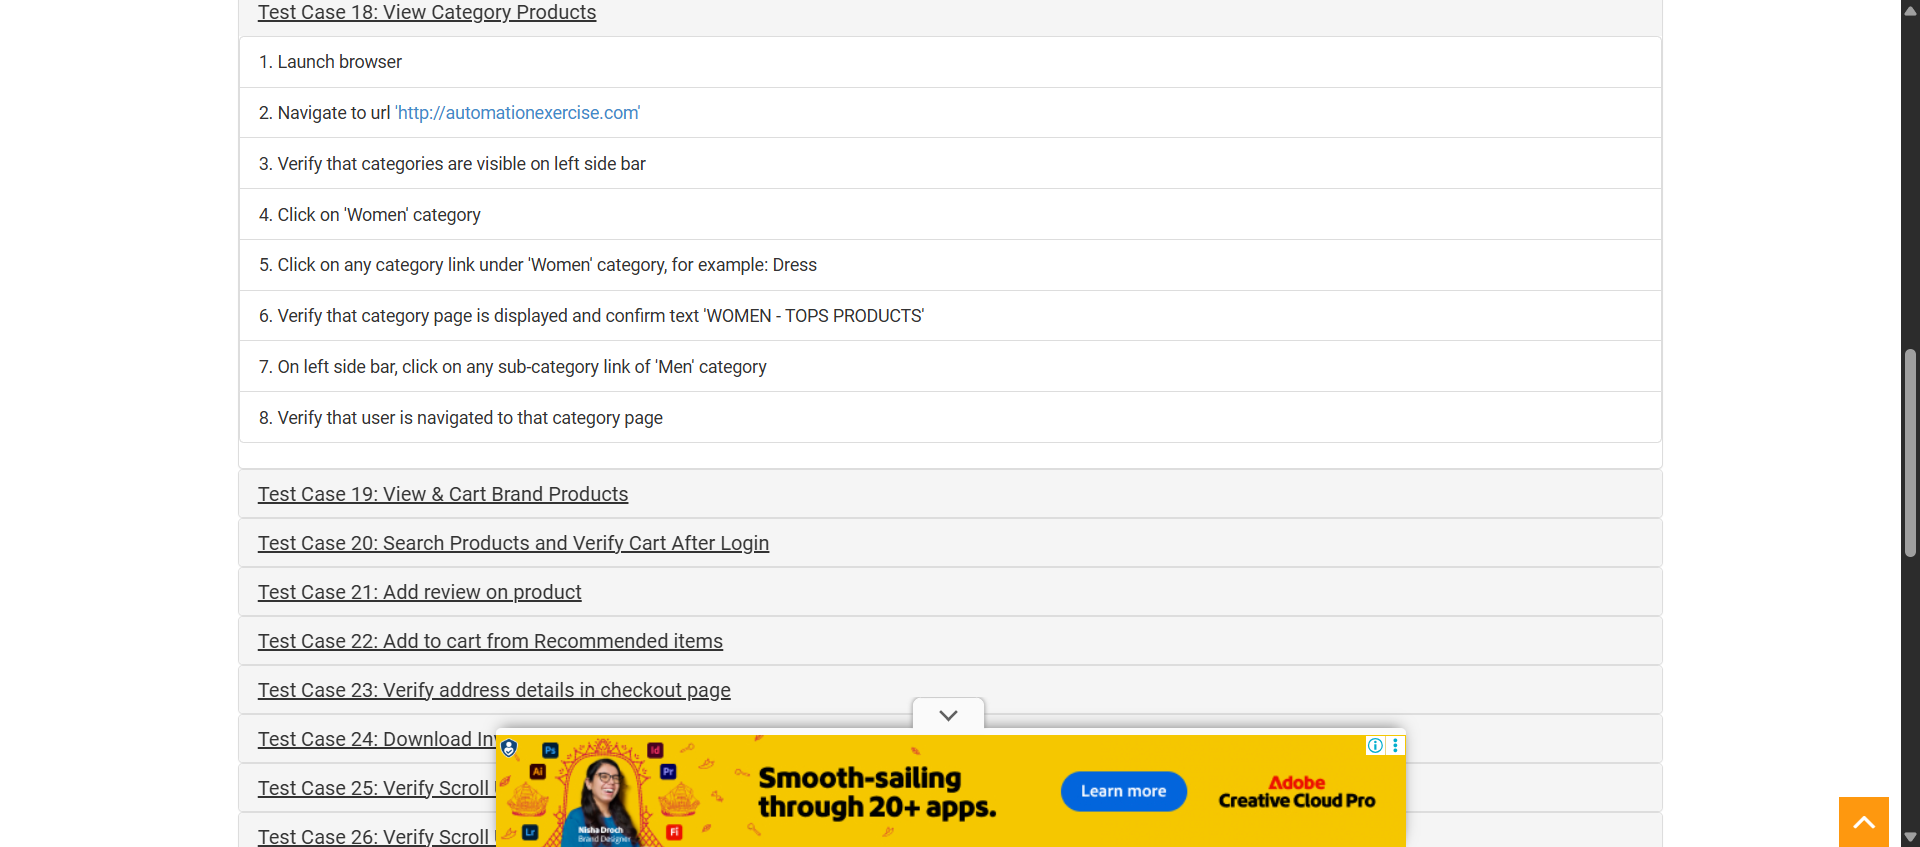 Test Case 18: View Category Products
1. Launch browser
2. Navigate to url 'http://automationexercise.com'
3. Verify that categories are visible on left side bar
4. Click on 'Women' category
5. Click on any category link under 'Women' category, for example: Dress
6. Verify that category page is displayed and confirm text 'WOMEN - TOPS PRODUCTS'
7. On left side bar, click on any sub-category link of 'Men' category
8. Verify that user is navigated to that category page
Test Case 19: View & Cart Brand Products
Test Case 20: Search Products and Verify Cart After Login
Test Case 21: Add review on product
Test Case 22: Add to cart from Recommended items
Test Case 23: Verify address details in checkout page
Test Case 24: Download
Test Case 25: Verify Scroll
Test Case 26: Verify Scroll
Ps
Id
Ai
Pr
Lr
Fl
Nisha Droch
Brand Designer
Smooth-sailing
through 20+ apps.
Learn more
Adobe
Creative Cloud Pro